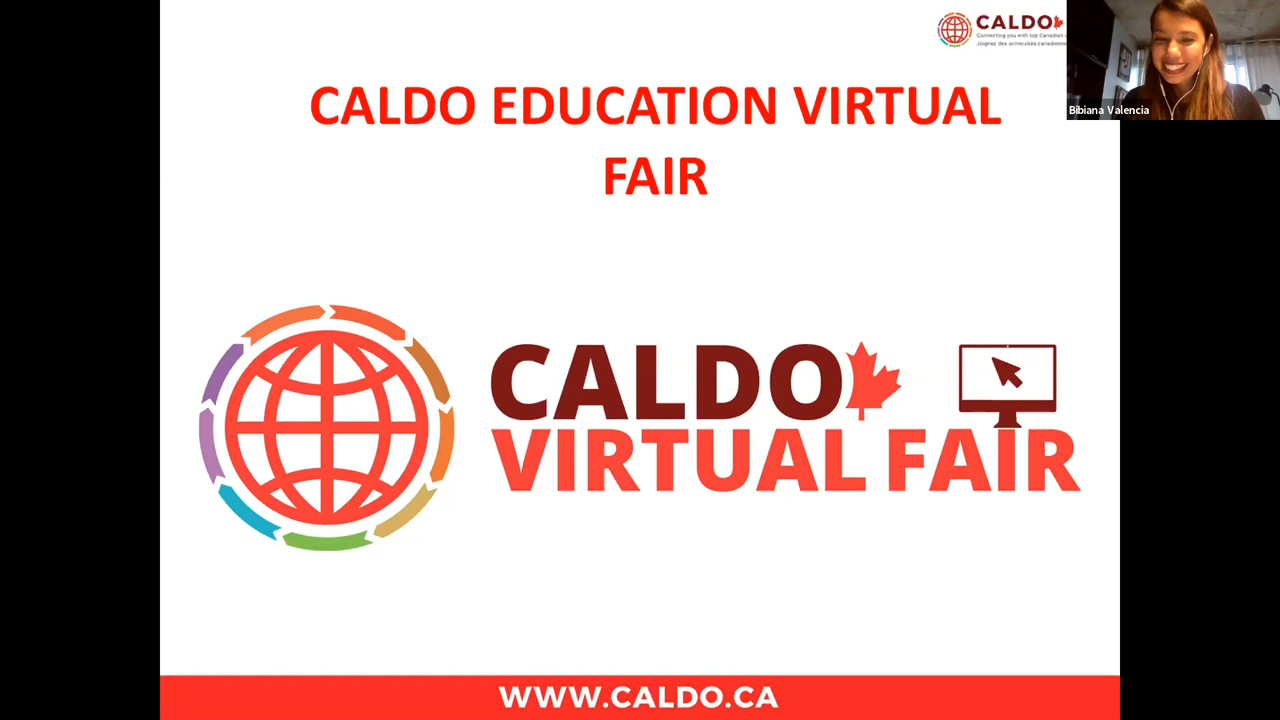 CALDO
Connecting you with top Canadian
Joignez des universités canadienne
Bibiana Valencia
CALDO EDUCATION VIRTUAL
FAIR
CALDO
VIRTUAL FAIR
WWW.CALDO.CA